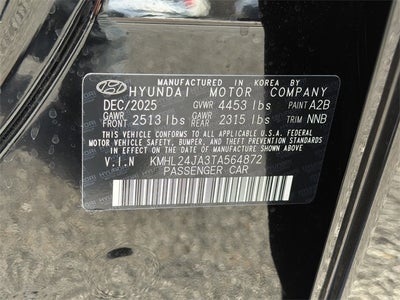 MANUFACTURED IN KOREA BY
HYUNDAI MOTOR COMPANY
DEC/2025 GVWR 4453 lbs PAINT A2B
GAWR FRONT 2513 lbs GAWR REAR 2315 lbs TRIM NNB
THIS VEHICLE CONFORMS TO ALL APPLICABLE U.S.A. FEDERAL
MOTOR VEHICLE SAFETY, BUMPER, AND THEFT PREVENTION STANDARDS
IN EFFECT ON THE DATE OF MANUFACTURE SHOWN ABOVE.
V.I.N KMHL24JA3TA564872
PASSENGER CAR